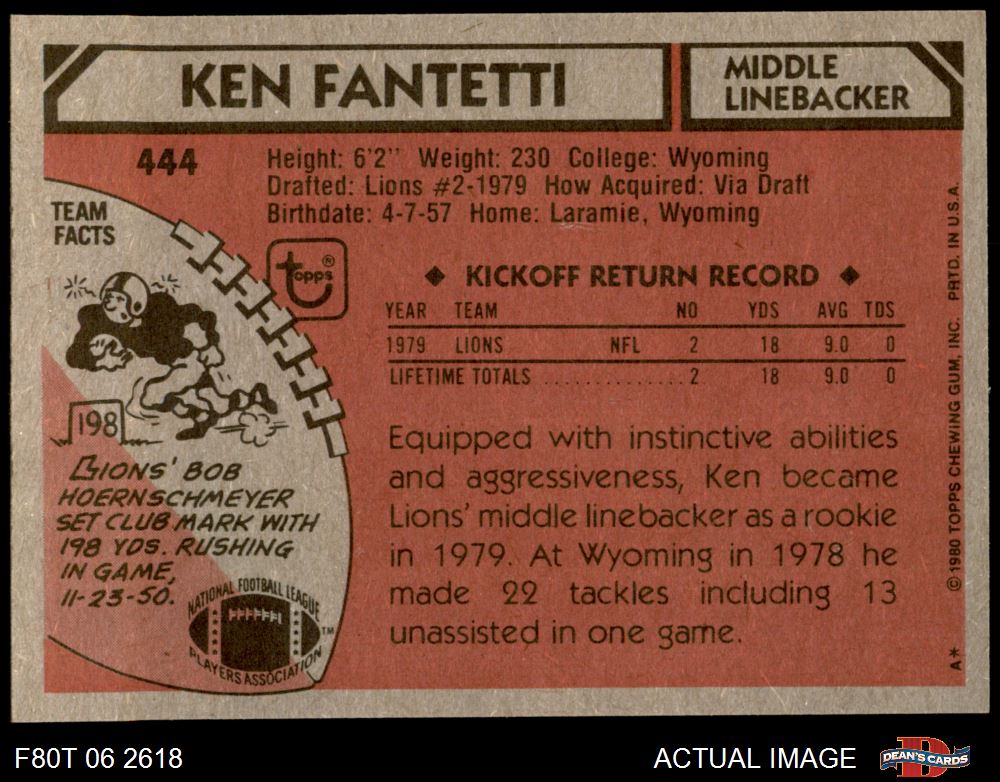 KEN FANTETTI
MIDDLE
LINEBACKER
444
Height: 6'2" Weight: 230 College: Wyoming
Drafted: Lions #2-1979 How Acquired: Via Draft
Birthdate: 4-7-57 Home: Laramie, Wyoming
TEAM
FACTS
topps®
◆ KICKOFF RETURN RECORD ◆
YEAR TEAM NO YDS AVG TDS
1979 LIONS NFL 2 18 9.0 0
LIFETIME TOTALS .............. 2 18 9.0 0
198
LIONS' BOB
HOERNSCHMEYER
SET CLUB MARK WITH
198 YDS. RUSHING
IN GAME,
11-23-50.
NATIONAL FOOTBALL LEAGUE
PLAYERS ASSOCIATION
TM
Equipped with instinctive abilities
and aggressiveness, Ken became
Lions' middle linebacker as a rookie
in 1979. At Wyoming in 1978 he
made 22 tackles including 13
unassisted in one game.
A* © 1980 TOPPS CHEWING GUM, INC. PRTD. IN U.S.A.
F80T 06 2618
ACTUAL IMAGE
DEAN'S CARDS